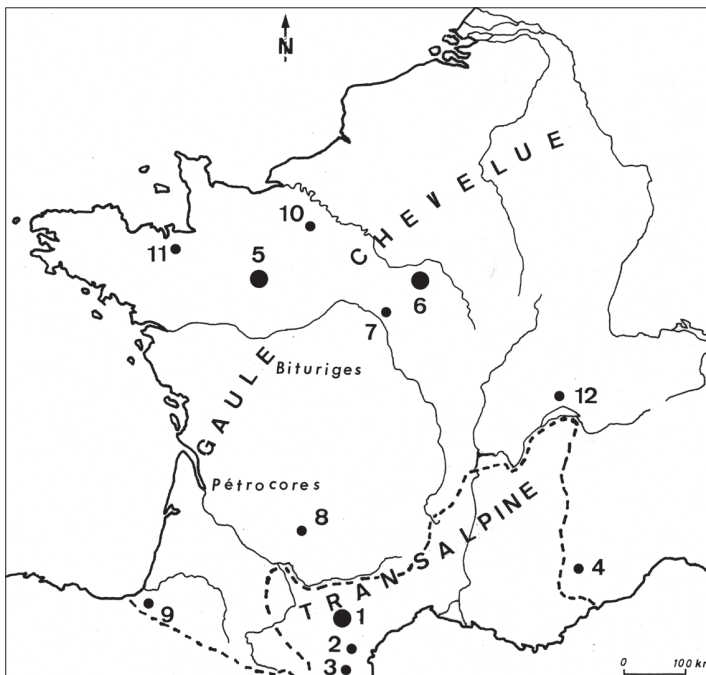 N
CHEVELUE
10
11
5
6
7
Bituriges
GAULE
12
Pétrocores
8
TRANSALPINE
4
9
1
2
3
0 100 km